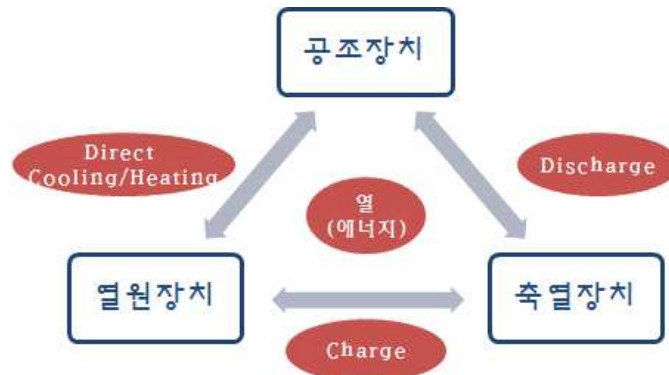 공조장치
Direct
Cooling/Heating
Discharge
열
(에너지)
열원장치
축열장치
Charge